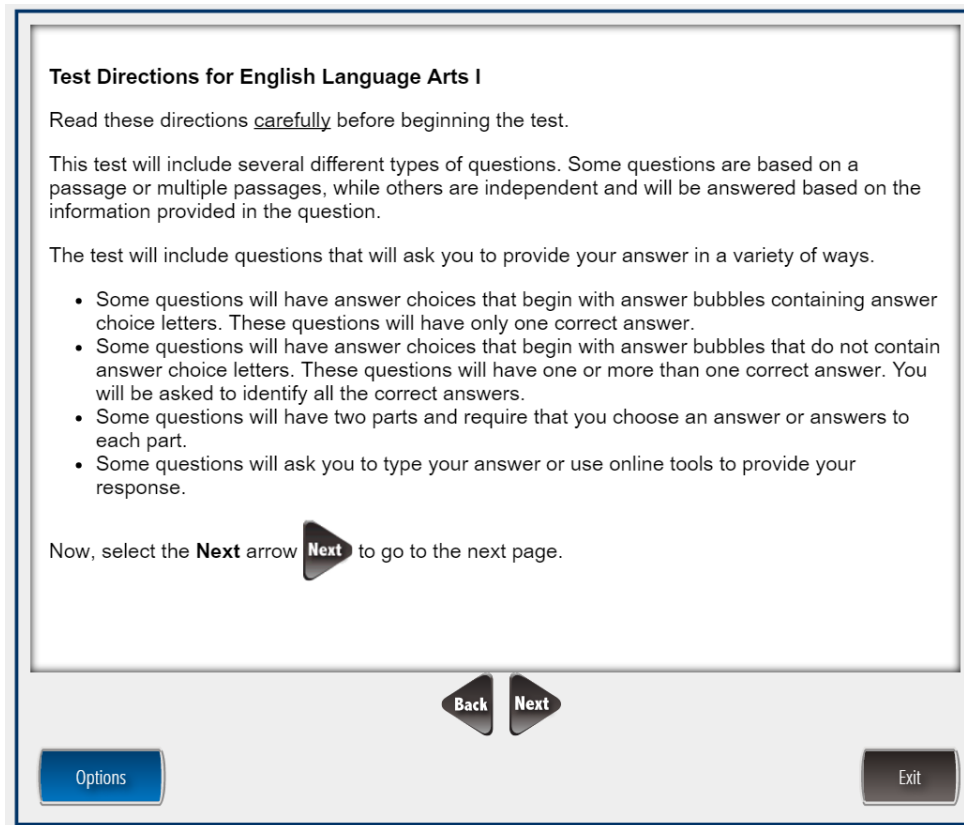 Test Directions for English Language Arts I
Read these directions carefully before beginning the test.
This test will include several different types of questions. Some questions are based on a
passage or multiple passages, while others are independent and will be answered based on the
information provided in the question.
The test will include questions that will ask you to provide your answer in a variety of ways.
• Some questions will have answer choices that begin with answer bubbles containing answer
choice letters. These questions will have only one correct answer.
• Some questions will have answer choices that begin with answer bubbles that do not contain
answer choice letters. These questions will have one or more than one correct answer. You
will be asked to identify all the correct answers.
• Some questions will have two parts and require that you choose an answer or answers to
each part.
• Some questions will ask you to type your answer or use online tools to provide your
response.
Now, select the Next arrow Next to go to the next page.
Back Next
Options Exit